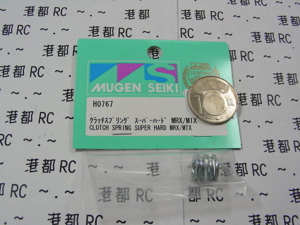 港都 RC
MUGEN SEIKI
H0767
クラッチスプリング スーパーハード MRX/MTX
CLUTCH SPRING SUPER HARD MRX/MTX